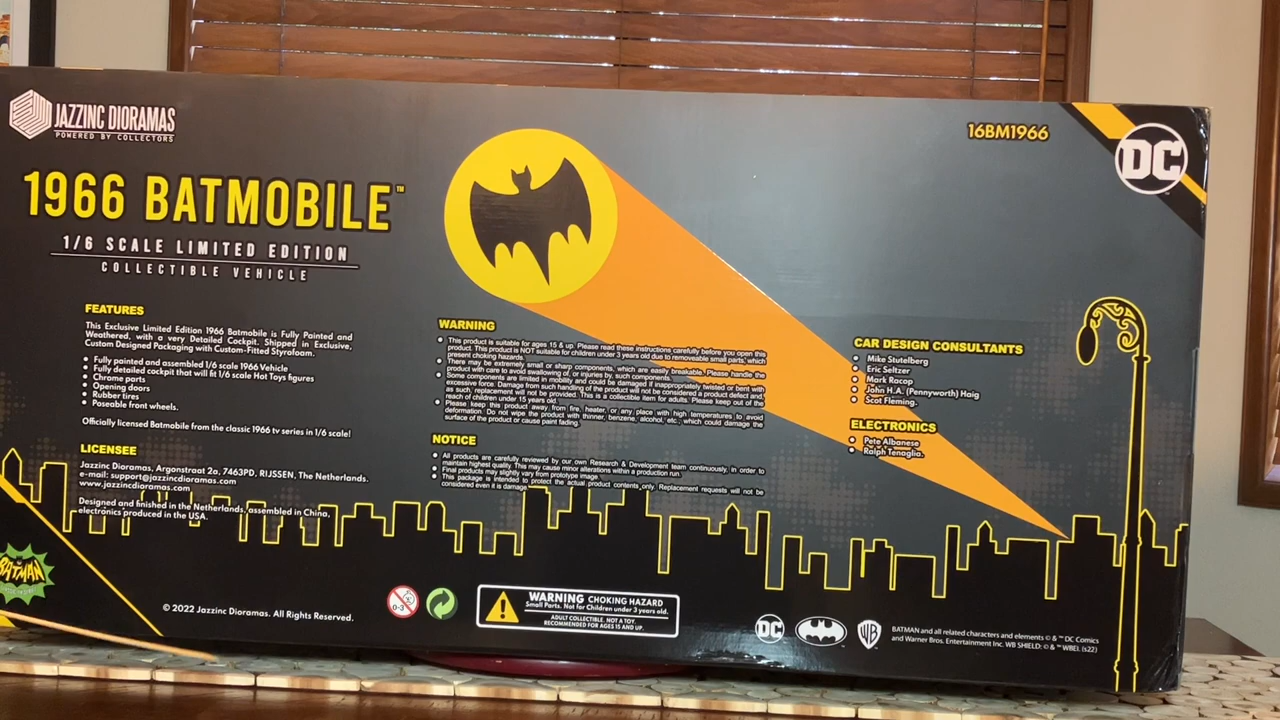 JAZZINC DIORAMAS
POWERED BY COLLECTORS
16BM1966
DC
1966 BATMOBILE™
1/6 SCALE LIMITED EDITION
COLLECTIBLE VEHICLE
FEATURES
This Exclusive Limited Edition 1966 Batmobile is Fully Painted and
Weathered, with a very Detailed Cockpit. Shipped in Exclusive,
Custom Designed Packaging with Custom-Fitted Styrofoam.
• Fully painted and assembled 1/6 scale 1966 Vehicle
• Fully detailed cockpit that will fit 1/6 scale Hot Toys figures
• Chrome parts
• Opening doors
• Rubber tires
• Poseable front wheels.
Officially licensed Batmobile from the classic 1966 tv series in 1/6 scale!
LICENSEE
Jazzinc Dioramas, Argonstraat 2a, 7463PD, RIJSSEN, The Netherlands.
e-mail: support@jazzincdioramas.com
www.jazzincdioramas.com
Designed and finished in the Netherlands, assembled in China,
electronics produced in the USA.
WARNING
• This product is suitable for ages 15 & up. Please read these instructions carefully before you open this
product. This product is NOT suitable for children under 3 years old due to removeable small parts, which
present choking hazards.
• There may be extremely small or sharp components, which are easily breakable. Please handle the
product with care to avoid swallowing of, or injuries by, such components.
• Some components are limited in mobility and could be damaged if inappropriately twisted or bent with
excessive force. Damage from such handling of the product will not be considered a product defect and,
as such, replacement will not be provided. This is a collectible item for adults. Please keep out of the
reach of children under 15 years old.
• Please keep this product away from fire, heater, or any place with high temperatures to avoid
deformation. Do not wipe the product with thinner, benzene, alcohol, etc., which could damage the
surface of the product or cause paint fading.
NOTICE
• All products are carefully reviewed by our own Research & Development team continuously, in order to
maintain highest quality. This may cause minor alterations within a production run.
• Final products may slightly vary from prototype image.
• This package is intended to protect the actual product contents only. Replacement requests will not be
considered even it is damage
CAR DESIGN CONSULTANTS
• Mike Stutelberg
• Eric Seltzer
• Mark Racop
• John H.A. (Pennyworth) Haig
• Scot Fleming.
ELECTRONICS
• Pete Albanese
• Ralph Tenaglia.
BATMAN
© 2022 Jazzinc Dioramas. All Rights Reserved.
0-3
WARNING CHOKING HAZARD
Small Parts. Not for Children under 3 years old.
ADULT COLLECTIBLE. NOT A TOY.
RECOMMENDED FOR AGES 15 AND UP.
DC
WB
BATMAN and all related characters and elements © & ™ DC Comics
and Warner Bros. Entertainment Inc. WB SHIELD: © & ™ WBEI. (s22)